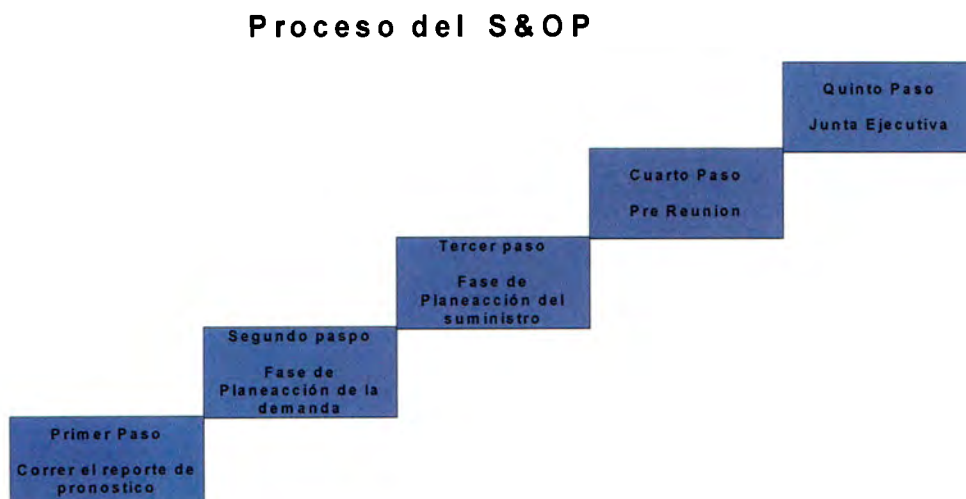 Proceso del S&OP
Quinto Paso
Junta Ejecutiva
Cuarto Paso
Pre Reunion
Tercer paso
Fase de
Planeacción del
suministro
Segundo paspo
Fase de
Planeacción de la
demanda
Primer Paso
Correr el reporte de
pronostico